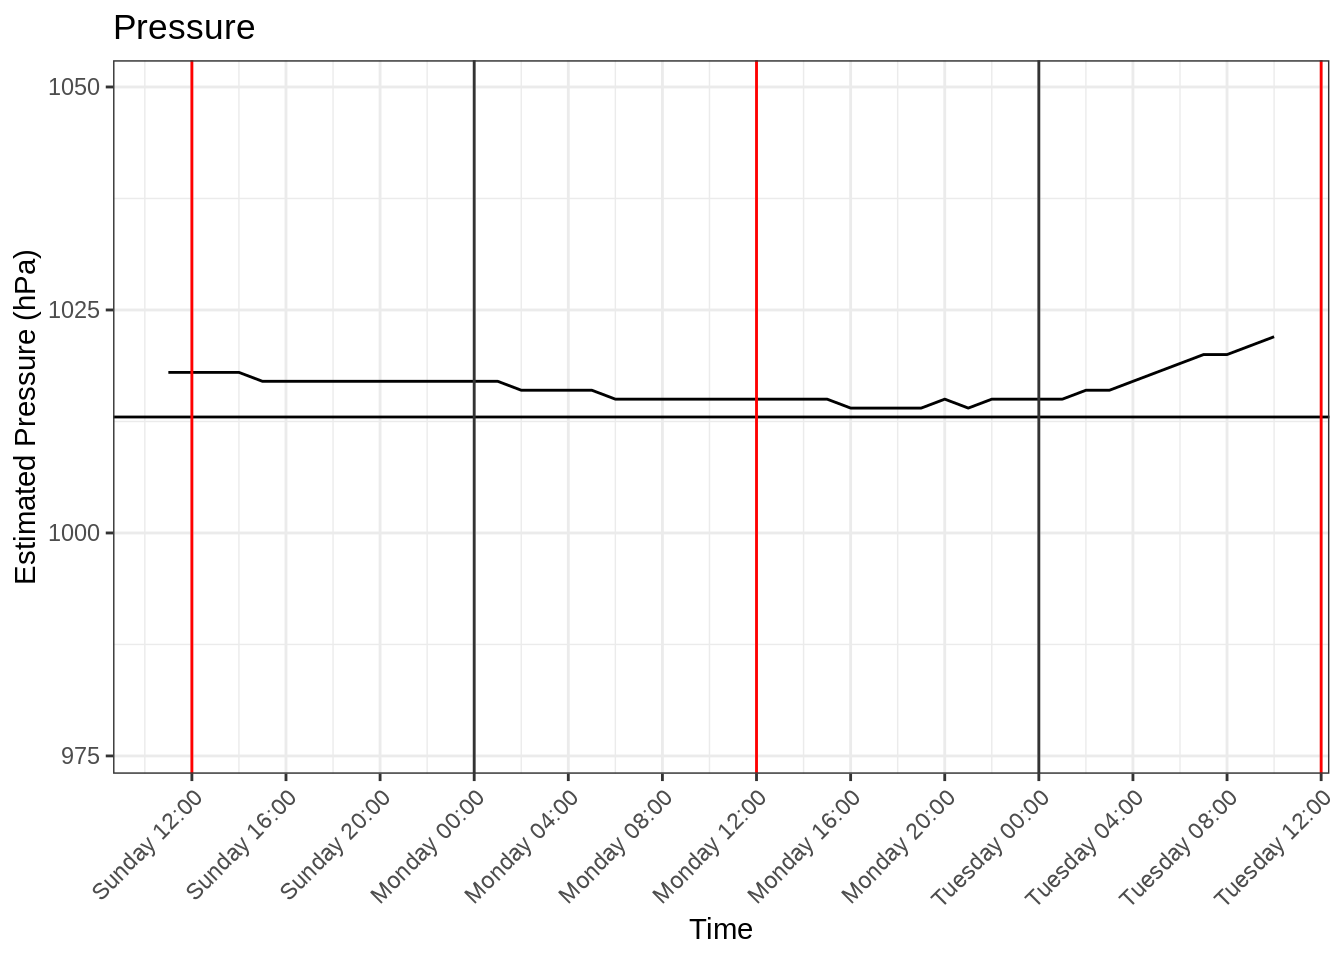 Pressure
Estimated Pressure (hPa)
1050
1025
1000
975
Sunday 12:00
Sunday 16:00
Sunday 20:00
Monday 00:00
Monday 04:00
Monday 08:00
Monday 12:00
Monday 16:00
Monday 20:00
Tuesday 00:00
Tuesday 04:00
Tuesday 08:00
Tuesday 12:00
Time